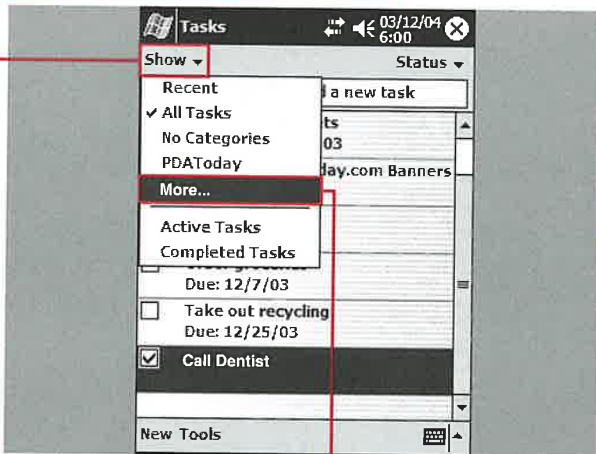 Tasks
03/12/04
6:00
Show
Status
Recent
a new task
All Tasks
ts
No Categories
03
PDAToday
day.com Banners
More...
Active Tasks
Completed Tasks
Due: 12/7/03
Take out recycling
Due: 12/25/03
Call Dentist
New Tools